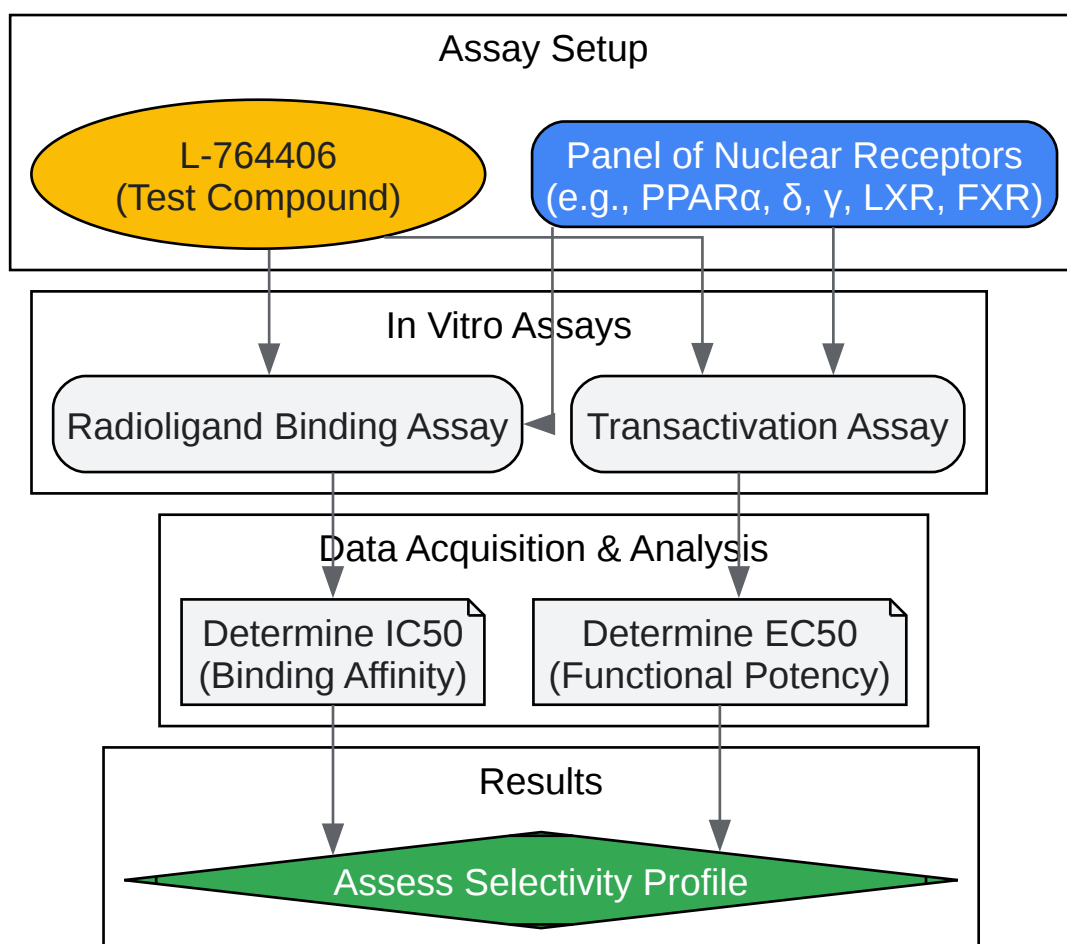 Assay Setup
L-764406
(Test Compound)
Panel of Nuclear Receptors
(e.g., PPARα, δ, γ, LXR, FXR)
In Vitro Assays
Radioligand Binding Assay
Transactivation Assay
Data Acquisition & Analysis
Determine IC50
(Binding Affinity)
Determine EC50
(Functional Potency)
Results
Assess Selectivity Profile